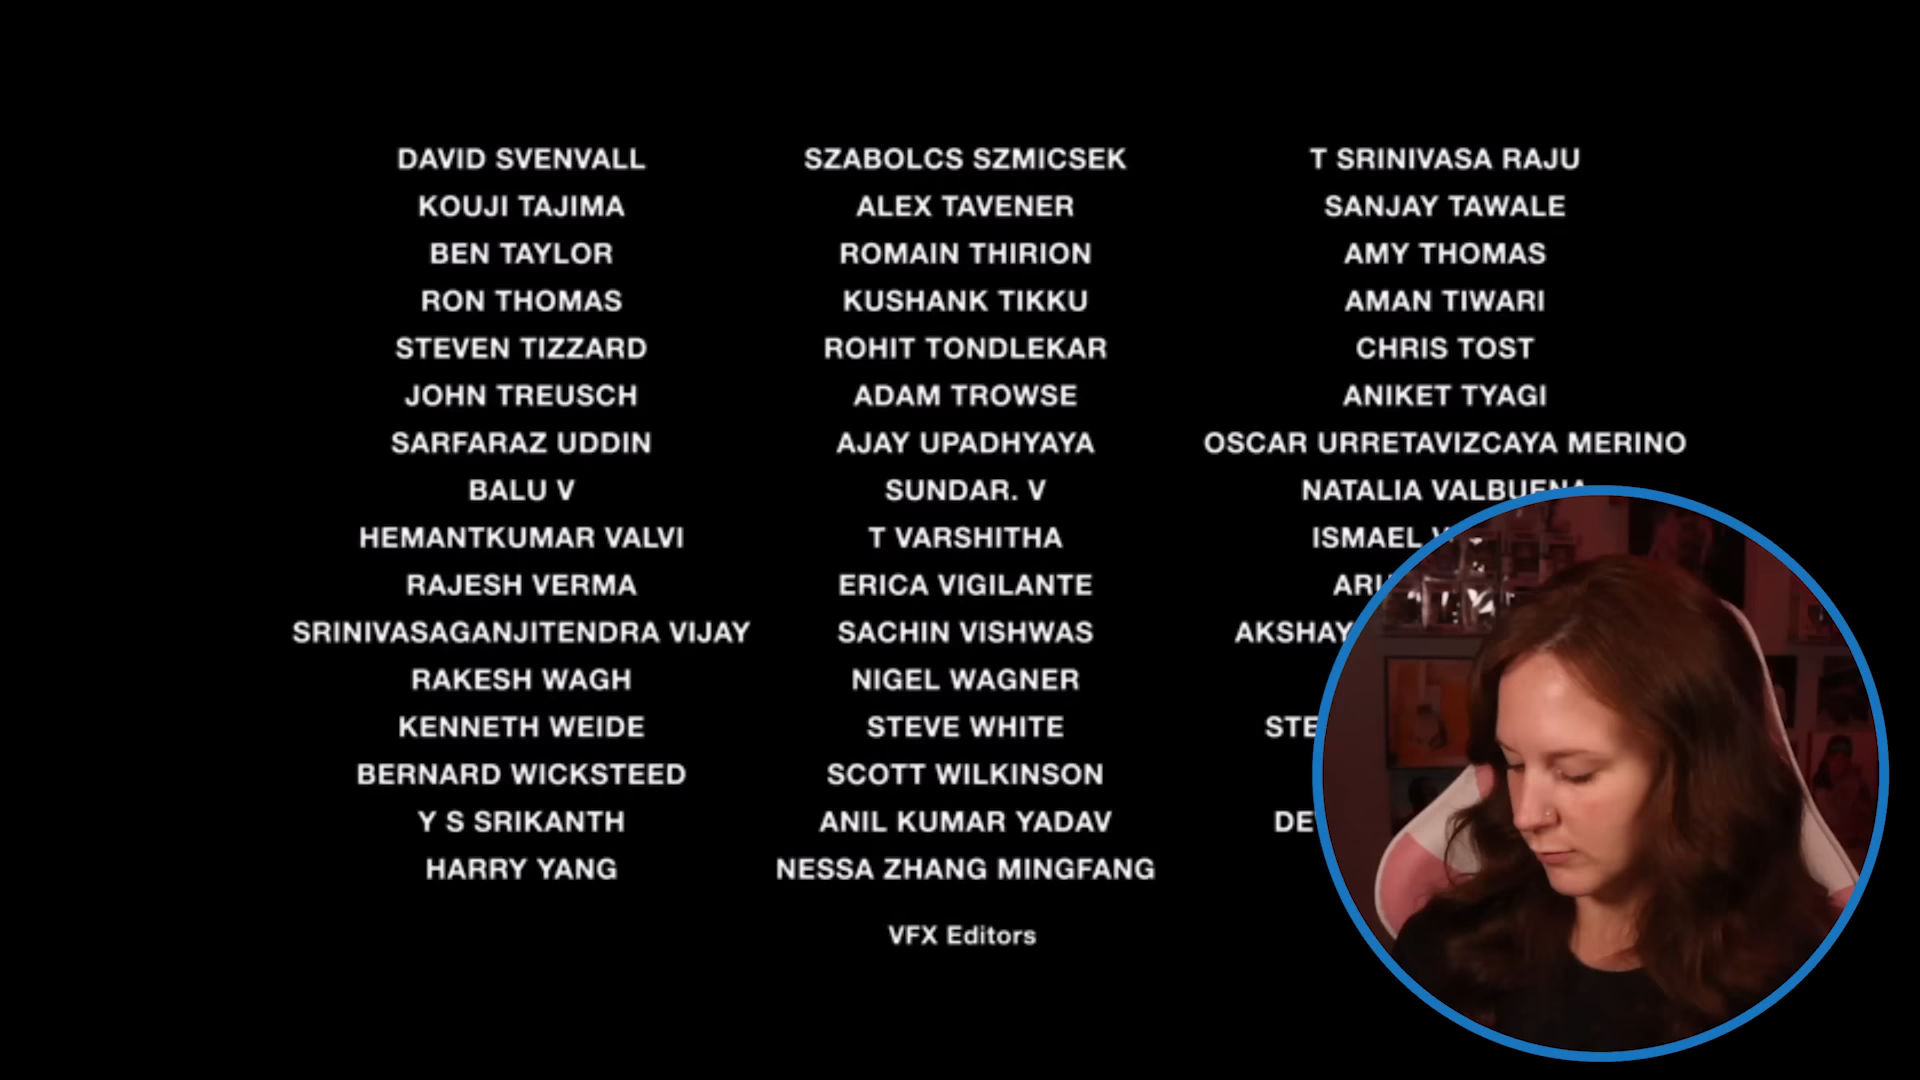 DAVID SVENVALL SZABOLCS SZMICSEK T SRINIVASA RAJU
KOUJI TAJIMA ALEX TAVENER SANJAY TAWALE
BEN TAYLOR ROMAIN THIRION AMY THOMAS
RON THOMAS KUSHANK TIKKU AMAN TIWARI
STEVEN TIZZARD ROHIT TONDLEKAR CHRIS TOST
JOHN TREUSCH ADAM TROWSE ANIKET TYAGI
SARFARAZ UDDIN AJAY UPADHYAYA OSCAR URRETAVIZCAYA MERINO
BALU V SUNDAR. V NATALIA VALBUENA
HEMANTKUMAR VALVI T VARSHITHA ISMAEL
RAJESH VERMA ERICA VIGILANTE
SRINIVASAGANJITENDRA VIJAY SACHIN VISHWAS AKSHAY
RAKESH WAGH NIGEL WAGNER
KENNETH WEIDE STEVE WHITE
BERNARD WICKSTEED SCOTT WILKINSON
Y S SRIKANTH ANIL KUMAR YADAV
HARRY YANG NESSA ZHANG MINGFANG
VFX Editors